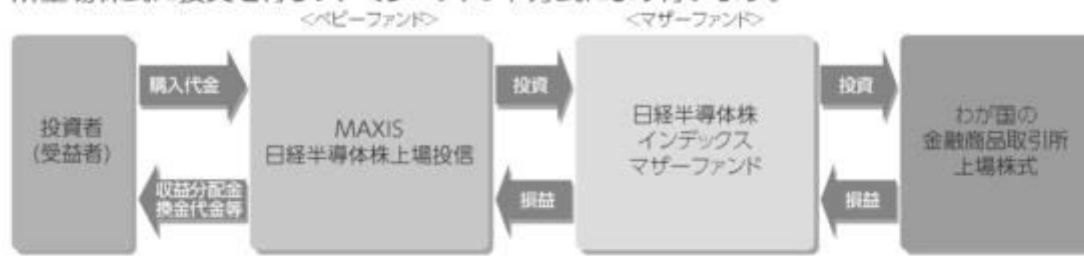 <ベビーファンド>
<マザーファンド>
投資者
(受益者)
購入代金
収益分配金
換金代金等
MAXIS
日経半導体株上場投信
投資
損益
日経半導体株
インデックス
マザーファンド
投資
損益
わが国の
金融商品取引所
上場株式